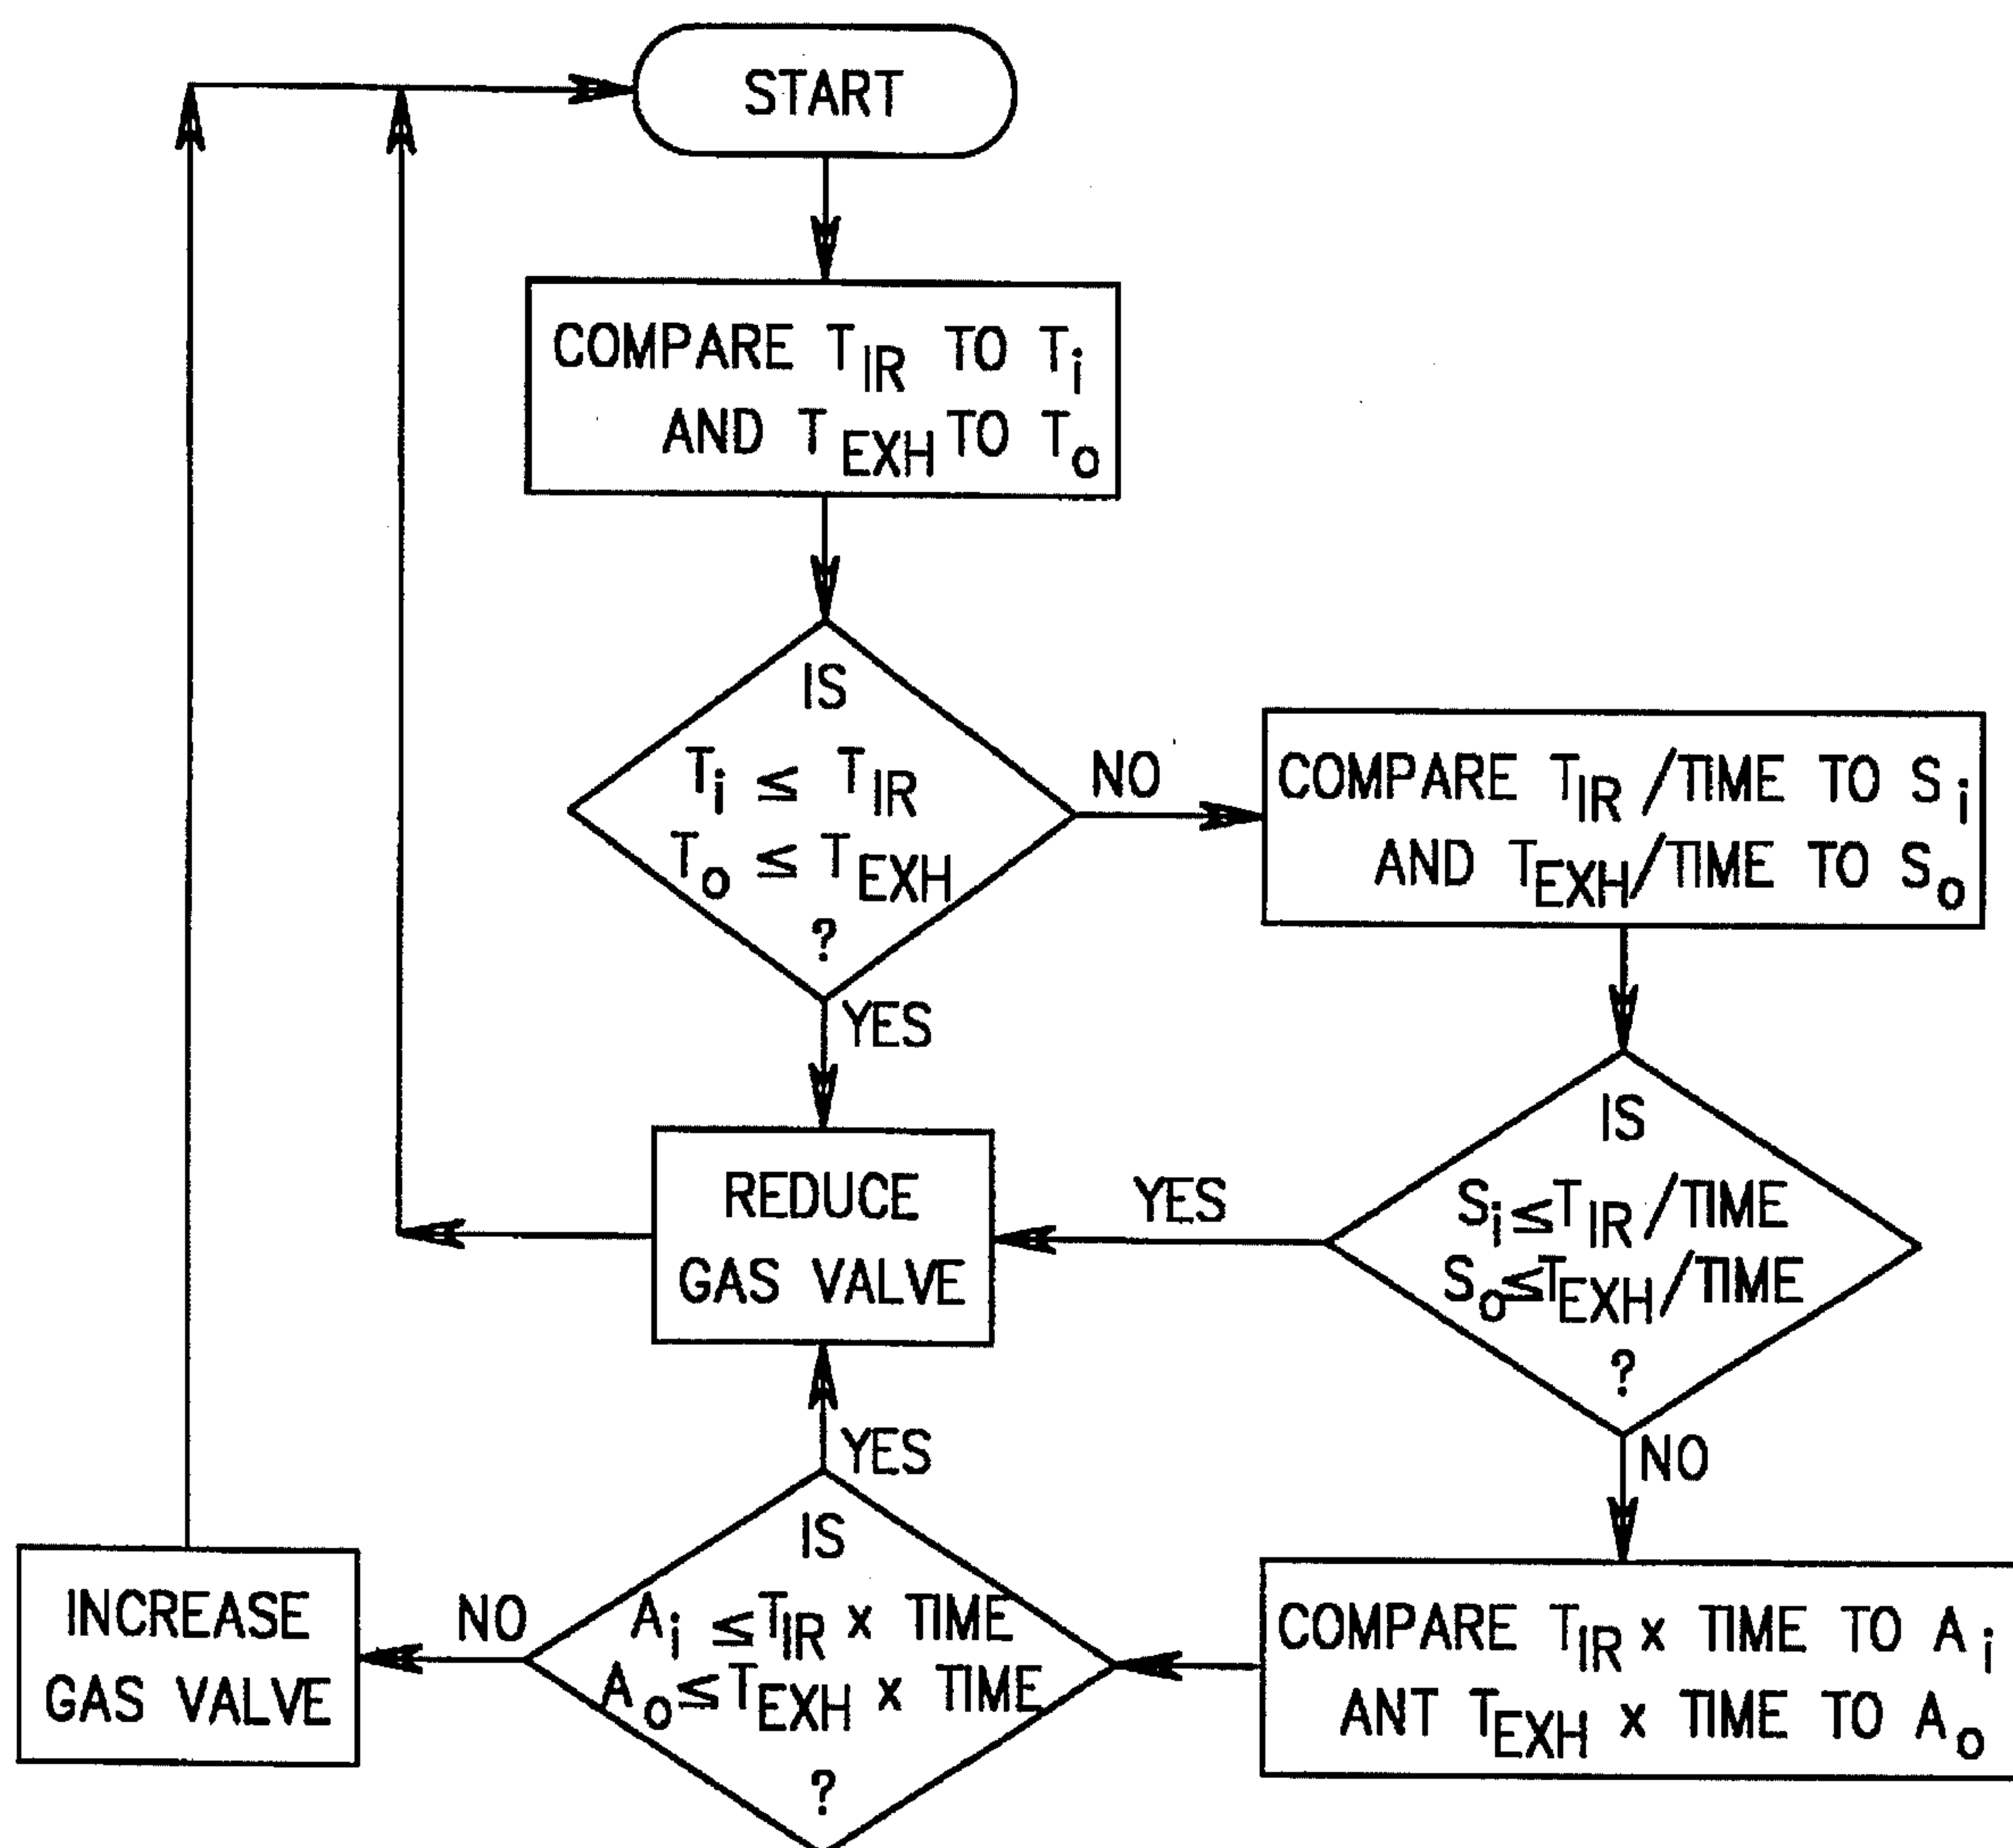 START
COMPARE T_IR TO T_i
AND T_EXH TO T_o
IS
T_i ≤ T_IR
T_o ≤ T_EXH
?
NO
YES
COMPARE T_IR /TIME TO S_i
AND T_EXH/TIME TO S_o
IS
S_i ≤ T_IR /TIME
S_o ≤ T_EXH/TIME
?
YES
NO
REDUCE
GAS VALVE
COMPARE T_IR x TIME TO A_i
ANT T_EXH x TIME TO A_o
YES
IS
A_i ≤ T_IR x TIME
A_o ≤ T_EXH x TIME
?
NO
INCREASE
GAS VALVE